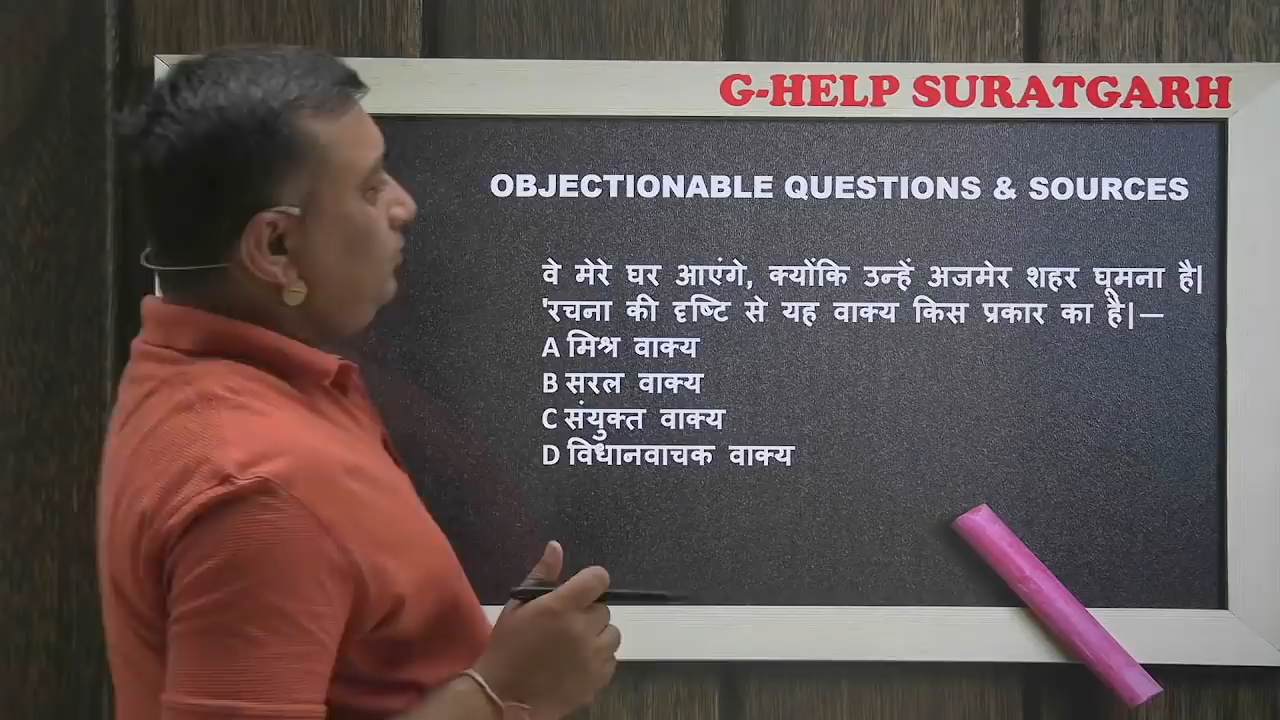 G-HELP SURATGARH
OBJECTIONABLE QUESTIONS & SOURCES
वे मेरे घर आएंगे, क्योंकि उन्हें अजमेर शहर घूमना है|
'रचना की दृष्टि से यह वाक्य किस प्रकार का है|—
A मिश्र वाक्य
B सरल वाक्य
C संयुक्त वाक्य
D विधानवाचक वाक्य